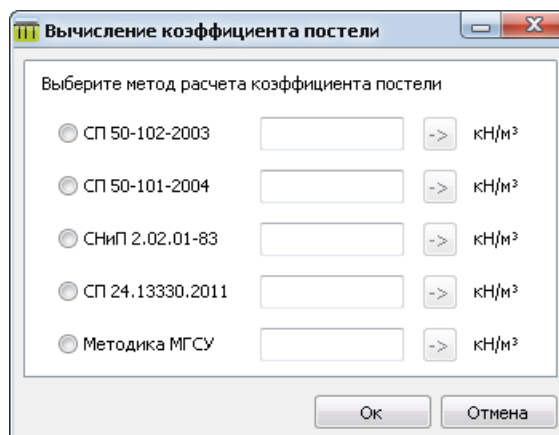 Вычисление коэффициента постели
Выберите метод расчета коэффициента постели
СП 50-102-2003 -> кН/м³
СП 50-101-2004 -> кН/м³
СНиП 2.02.01-83 -> кН/м³
СП 24.13330.2011 -> кН/м³
Методика МГСУ -> кН/м³
Ок Отмена